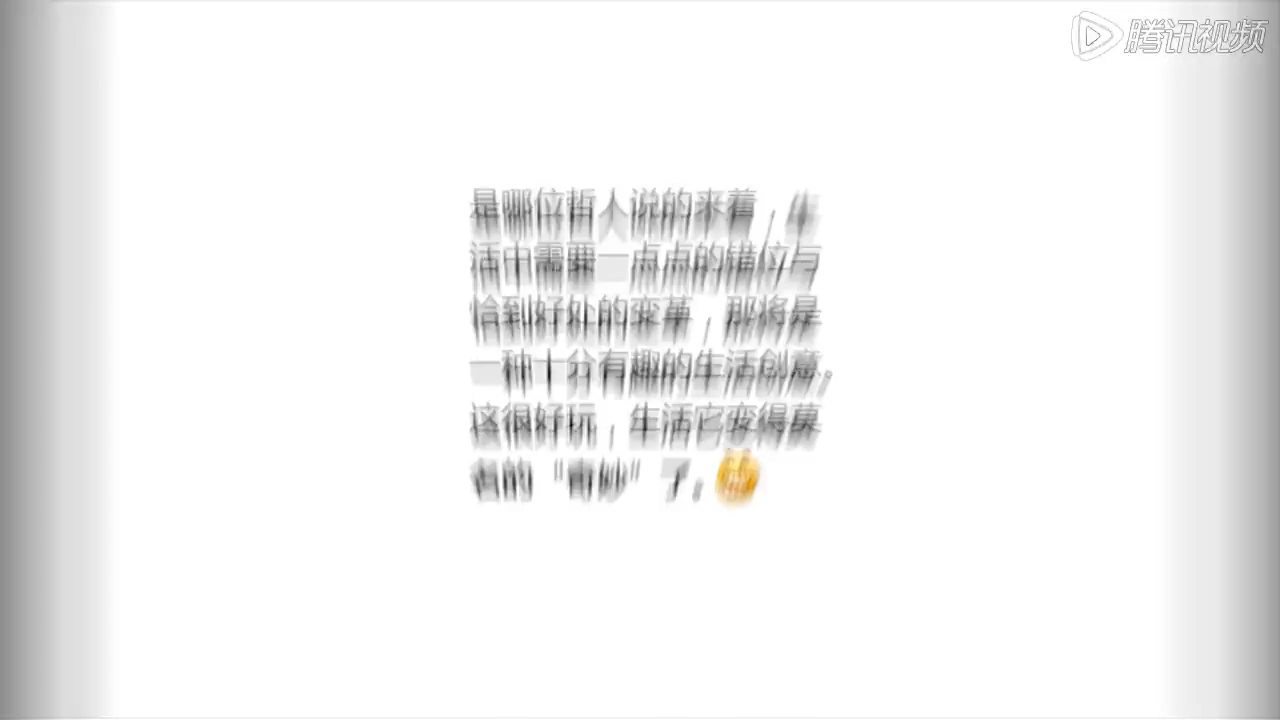 腾讯视频
是哪位哲人说的来着，生
活中需要一点点的错位与
恰到好处的变革，那将是
一种十分有趣的生活创意。
这很好玩，生活它变得莫
名的“奇妙”了。